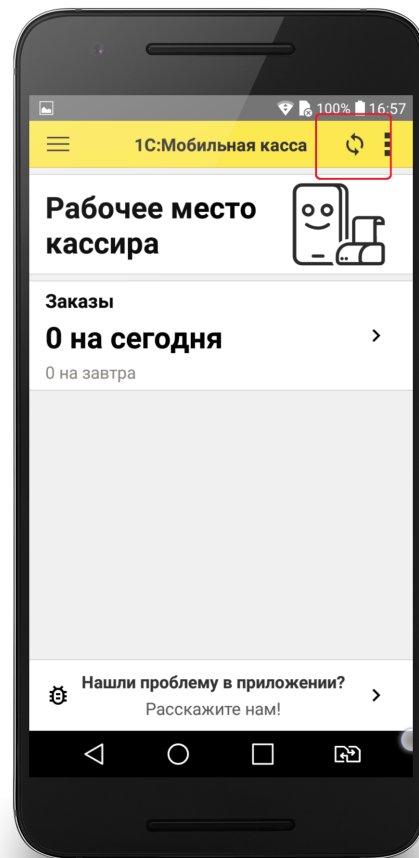 100% 16:57
1С:Мобильная касса
Рабочее место
кассира
Заказы
0 на сегодня
0 на завтра
Нашли проблему в приложении?
Расскажите нам!